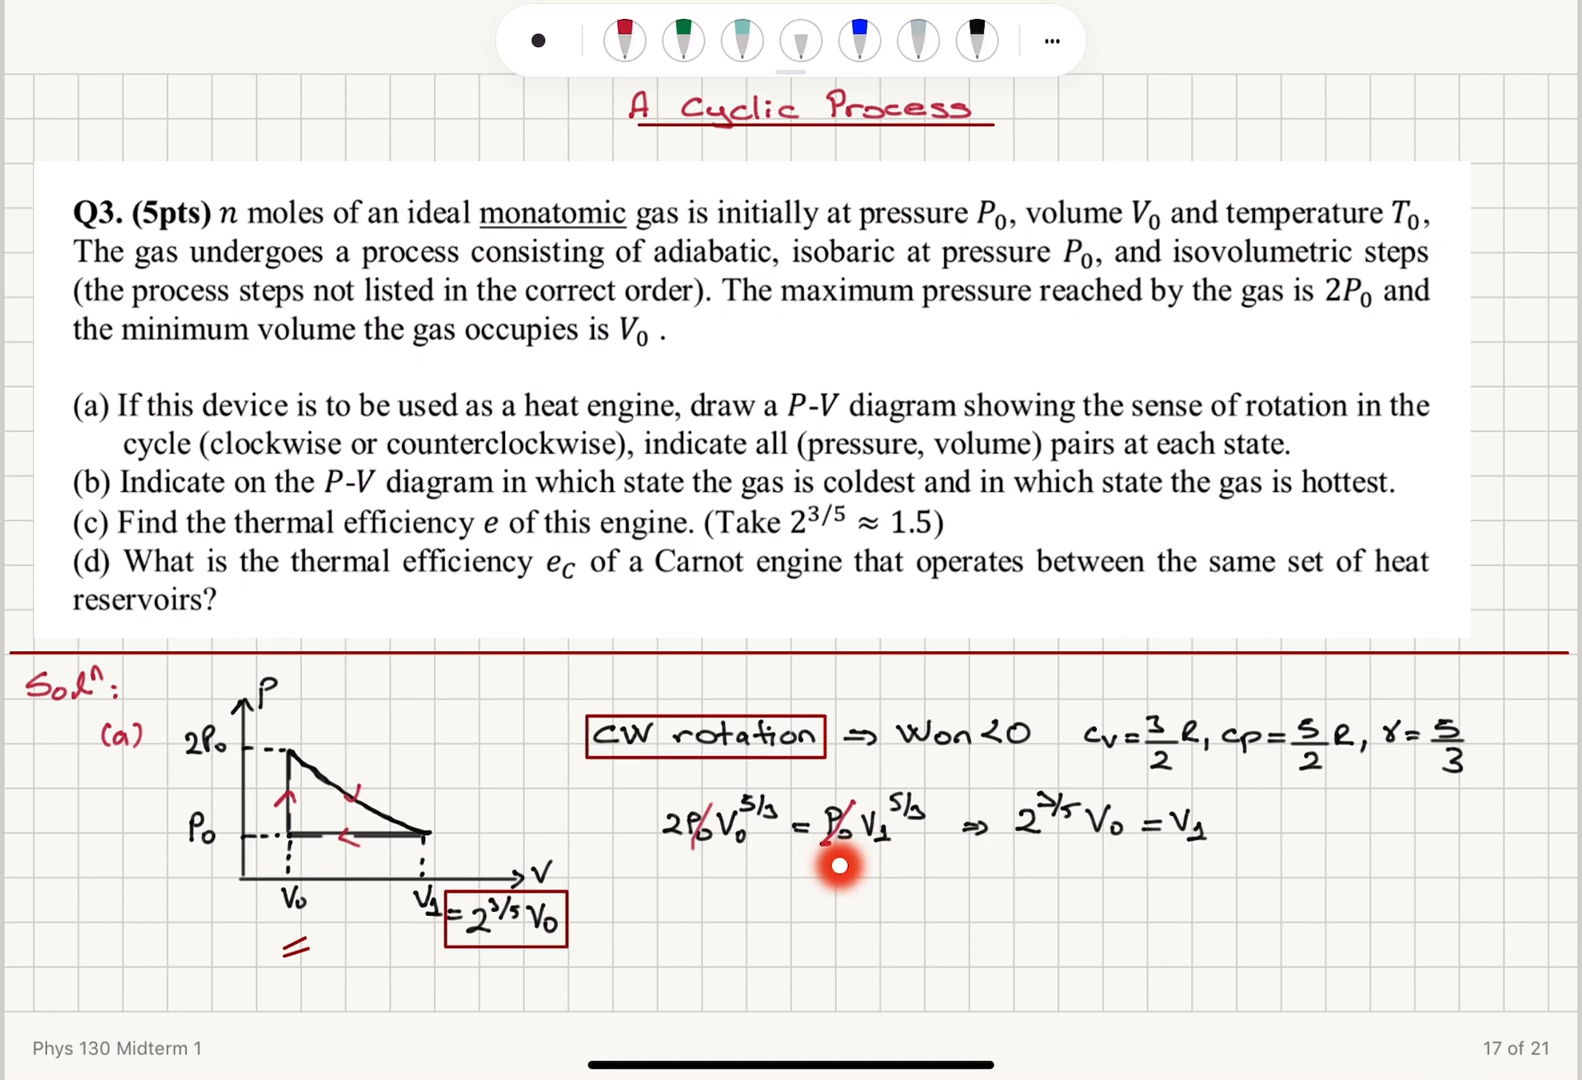 A Cyclic Process
Q3. (5pts) n moles of an ideal monatomic gas is initially at pressure P₀, volume V₀ and temperature T₀,
The gas undergoes a process consisting of adiabatic, isobaric at pressure P₀, and isovolumetric steps
(the process steps not listed in the correct order). The maximum pressure reached by the gas is 2P₀ and
the minimum volume the gas occupies is V₀ .
(a) If this device is to be used as a heat engine, draw a P-V diagram showing the sense of rotation in the
cycle (clockwise or counterclockwise), indicate all (pressure, volume) pairs at each state.
(b) Indicate on the P-V diagram in which state the gas is coldest and in which state the gas is hottest.
(c) Find the thermal efficiency e of this engine. (Take 2^{3/5} ≈ 1.5)
(d) What is the thermal efficiency e_C of a Carnot engine that operates between the same set of heat
reservoirs?
Solⁿ:
(a)
P
2P₀
P₀
V₀
V₁ = 2^{3/5} V₀
V
CW rotation ⇒ Won<0 Cv = 3/2 R, Cp = 5/2 R, γ = 5/3
2P₀V₀^{5/3} = P₀V₁^{5/3} ⇒ 2^{3/5} V₀ = V₁
Phys 130 Midterm 1
17 of 21